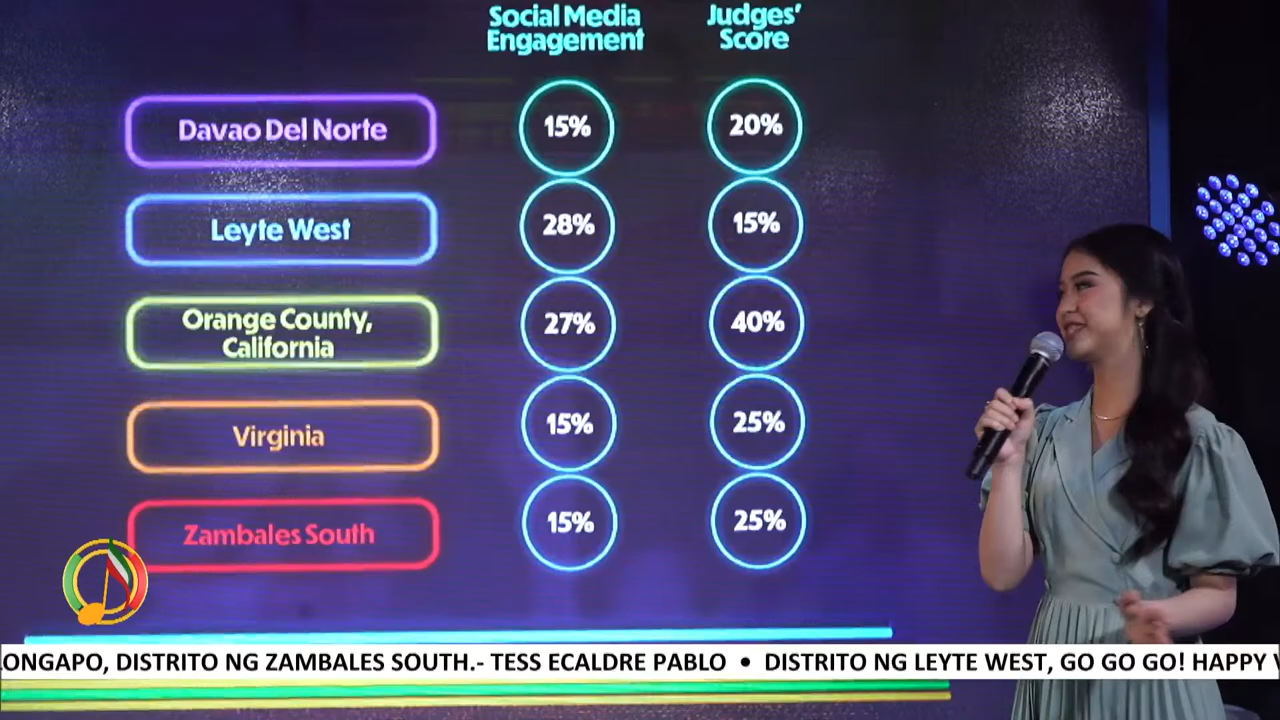 Social Media
Engagement
Judges'
Score
Davao Del Norte
15%
20%
Leyte West
28%
15%
Orange County,
California
27%
40%
Virginia
15%
25%
Zambales South
15%
25%
ONGAPO, DISTRITO NG ZAMBALES SOUTH.- TESS ECALDRE PABLO • DISTRITO NG LEYTE WEST, GO GO GO! HAPPY